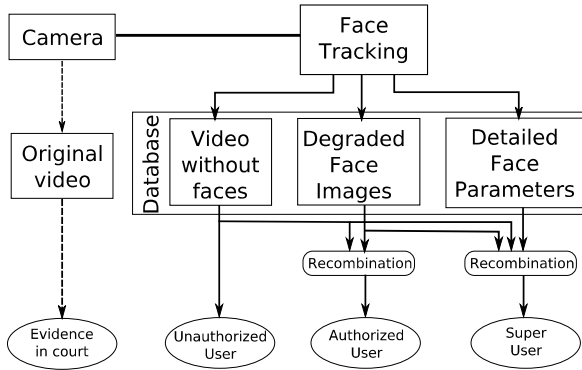 Camera
Face
Tracking
Original
video
Database
Video
without
faces
Degraded
Face
Images
Detailed
Face
Parameters
Recombination
Recombination
Evidence
in court
Unauthorized
User
Authorized
User
Super
User